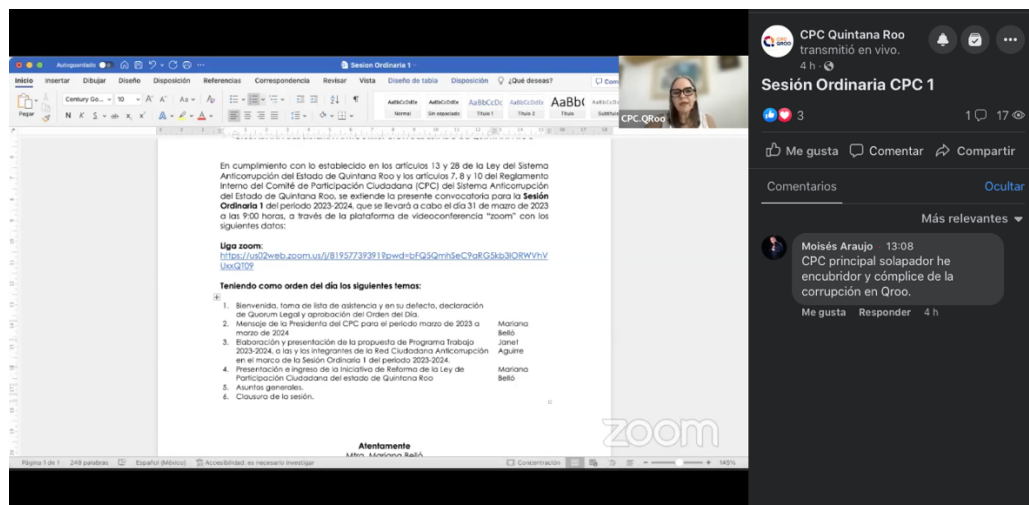 Autoguardado
Sesion Ordinaria 1
Inicio Insertar Dibujar Diseño Disposición Referencias Correspondencia Revisar Vista Diseño de tabla Disposición ¿Qué deseas?
Century Go... 10
Pegar
N K S
AaBbCcDdEe AaBbCcDdEe AaBbCcDc AaBbCcDdEe AaBb(
Normal Sin espaciado Título 1 Título 2 Título
CPC.QRoo
En cumplimiento con lo establecido en los artículos 13 y 28 de la Ley del Sistema
Anticorrupción del Estado de Quintana Roo y los artículos 7, 8 y 10 del Reglamento
Interno del Comité de Participación Ciudadana (CPC) del Sistema Anticorrupción
del Estado de Quintana Roo, se extiende la presente convocatoria para la Sesión
Ordinaria 1 del periodo 2023-2024, que se llevará a cabo el día 31 de marzo de 2023
a las 9:00 horas, a través de la plataforma de videoconferencia "zoom" con los
siguientes datos:
Liga zoom:
https://us02web.zoom.us/j/81957739391?pwd=bFQ5QmhSeC9aRG5kb3lORWVhV
UxxQT09
Teniendo como orden del día los siguientes temas:
1. Bienvenida, toma de lista de asistencia y en su defecto, declaración
de Quorum Legal y aprobación del Orden del Día.
2. Mensaje de la Presidenta del CPC para el periodo marzo de 2023 a Mariana
marzo de 2024 Belló
3. Elaboración y presentación de la propuesta de Programa Trabajo Janet
2023-2024, a las y los integrantes de la Red Ciudadana Anticorrupción Aguirre
en el marco de la Sesión Ordinaria 1 del periodo 2023-2024.
4. Presentación e ingreso de la Iniciativa de Reforma de la Ley de Mariana
Participación Ciudadana del estado de Quintana Roo Belló
5. Asuntos generales.
6. Clausura de la sesión.
Atentamente
Mtra. Mariana Belló
zoom
Página 1 de 1 248 palabras Español (México) Accesibilidad: es necesario investigar Concentración 145%
CPC Quintana Roo
transmitió en vivo.
4 h
Sesión Ordinaria CPC 1
3 1 17
Me gusta Comentar Compartir
Comentarios Ocultar
Más relevantes
Moisés Araujo · 13:08
CPC principal solapador he
encubridor y cómplice de la
corrupción en Qroo.
Me gusta Responder 4 h